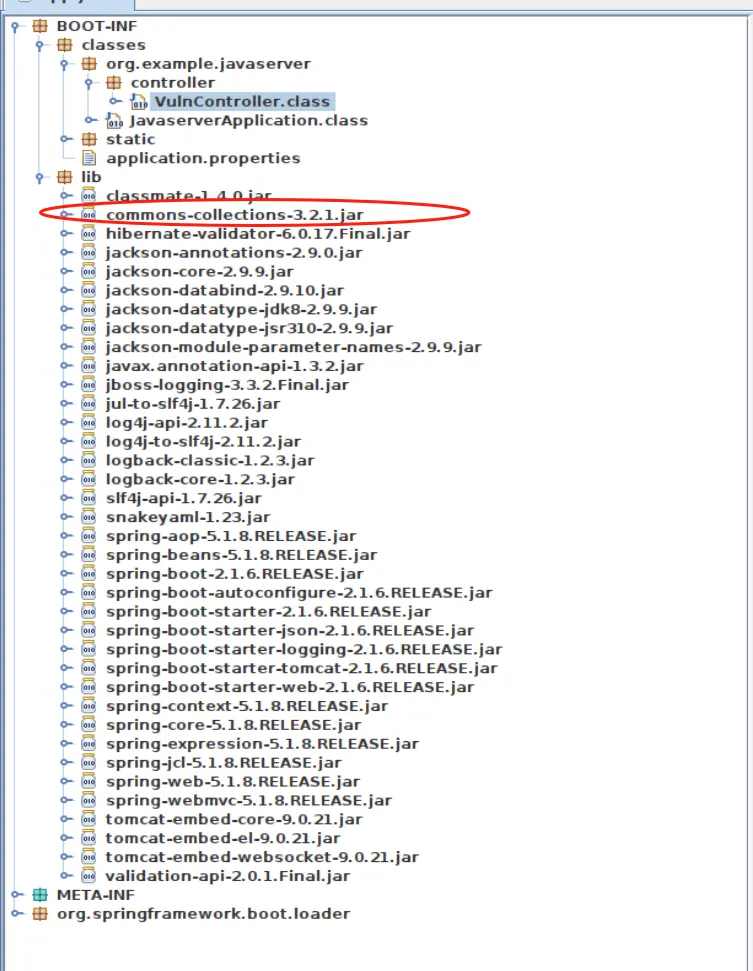 BOOT-INF
classes
org.example.javaserver
controller
VulnController.class
JavaserverApplication.class
static
application.properties
lib
classmate-1.4.0.jar
commons-collections-3.2.1.jar
hibernate-validator-6.0.17.Final.jar
jackson-annotations-2.9.0.jar
jackson-core-2.9.9.jar
jackson-databind-2.9.10.jar
jackson-datatype-jdk8-2.9.9.jar
jackson-datatype-jsr310-2.9.9.jar
jackson-module-parameter-names-2.9.9.jar
javax.annotation-api-1.3.2.jar
jboss-logging-3.3.2.Final.jar
jul-to-slf4j-1.7.26.jar
log4j-api-2.11.2.jar
log4j-to-slf4j-2.11.2.jar
logback-classic-1.2.3.jar
logback-core-1.2.3.jar
slf4j-api-1.7.26.jar
snakeyaml-1.23.jar
spring-aop-5.1.8.RELEASE.jar
spring-beans-5.1.8.RELEASE.jar
spring-boot-2.1.6.RELEASE.jar
spring-boot-autoconfigure-2.1.6.RELEASE.jar
spring-boot-starter-2.1.6.RELEASE.jar
spring-boot-starter-json-2.1.6.RELEASE.jar
spring-boot-starter-logging-2.1.6.RELEASE.jar
spring-boot-starter-tomcat-2.1.6.RELEASE.jar
spring-boot-starter-web-2.1.6.RELEASE.jar
spring-context-5.1.8.RELEASE.jar
spring-core-5.1.8.RELEASE.jar
spring-expression-5.1.8.RELEASE.jar
spring-jcl-5.1.8.RELEASE.jar
spring-web-5.1.8.RELEASE.jar
spring-webmvc-5.1.8.RELEASE.jar
tomcat-embed-core-9.0.21.jar
tomcat-embed-el-9.0.21.jar
tomcat-embed-websocket-9.0.21.jar
validation-api-2.0.1.Final.jar
META-INF
org.springframework.boot.loader